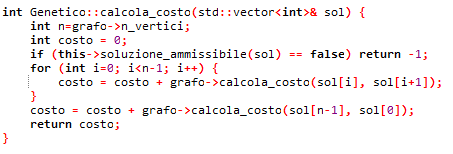 int Genetico::calcola_costo(std::vector<int>& sol) {
    int n=grafo->n_vertici;
    int costo = 0;
    if (this->soluzione_ammissibile(sol) == false) return -1;
    for (int i=0; i<n-1; i++) {
        costo = costo + grafo->calcola_costo(sol[i], sol[i+1]);
    }
    costo = costo + grafo->calcola_costo(sol[n-1], sol[0]);
    return costo;
}